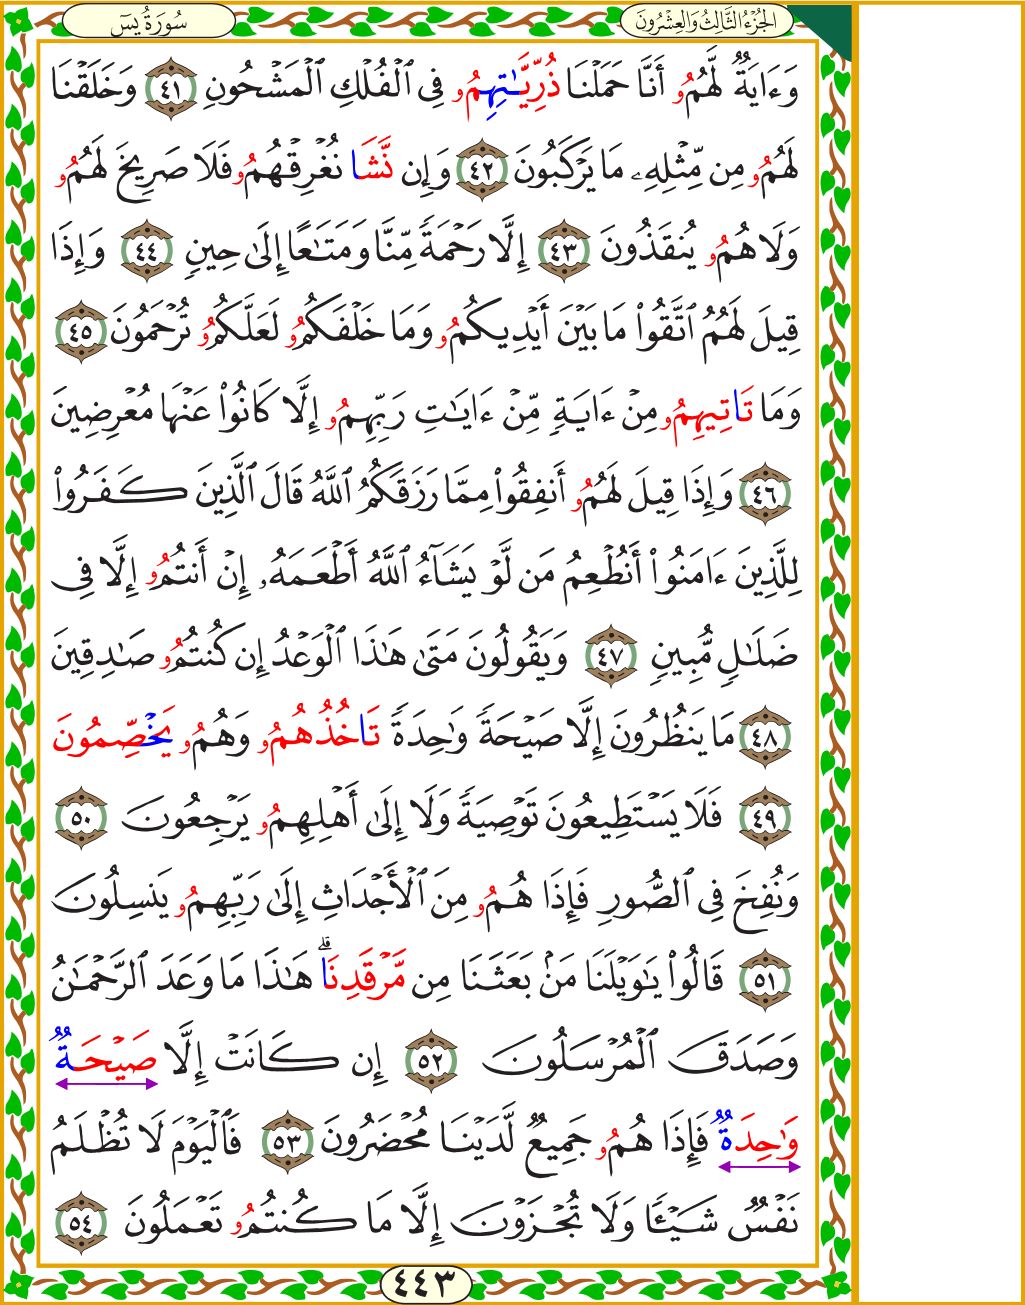 الجُزْءُ الثَّالِثُ وَالعِشْرُونَ
سُورَةُ يسٓ
وَءَايَةٌ لَّهُمُۥ أَنَّا حَمَلْنَا ذُرِّيَّـٰتِهِمُۥ فِى ٱلْفُلْكِ ٱلْمَشْحُونِ ٤١ وَخَلَقْنَا
لَهُمُۥ مِن مِّثْلِهِۦ مَا يَرْكَبُونَ ٤٢ وَإِن نَّشَا نُغْرِقْهُمُۥ فَلَا صَرِيخَ لَهُمُۥ
وَلَا هُمُۥ يُنقَذُونَ ٤٣ إِلَّا رَحْمَةً مِّنَّا وَمَتَـٰعًا إِلَىٰ حِينٍ ٤٤ وَإِذَا
قِيلَ لَهُمُ ٱتَّقُوا۟ مَا بَيْنَ أَيْدِيكُمُۥ وَمَا خَلْفَكُمُۥ لَعَلَّكُمُۥ تُرْحَمُونَ ٤٥
وَمَا تَاتِيهِمُۥ مِنْ ءَايَةٍ مِّنْ ءَايَـٰتِ رَبِّهِمُۥ إِلَّا كَانُوا۟ عَنْهَا مُعْرِضِينَ
٤٦ وَإِذَا قِيلَ لَهُمُۥ أَنفِقُوا۟ مِمَّا رَزَقَكُمُ ٱللَّهُ قَالَ ٱلَّذِينَ كَفَرُوا۟
لِلَّذِينَ ءَامَنُوا۟ أَنُطْعِمُ مَن لَّوْ يَشَآءُ ٱللَّهُ أَطْعَمَهُۥ إِنْ أَنتُمُۥ إِلَّا فِى
ضَلَـٰلٍ مُّبِينٍ ٤٧ وَيَقُولُونَ مَتَىٰ هَـٰذَا ٱلْوَعْدُ إِن كُنتُمُۥ صَـٰدِقِينَ
٤٨ مَا يَنظُرُونَ إِلَّا صَيْحَةً وَٰحِدَةً تَاخُذُهُمُۥ وَهُمُۥ يَخْصِّمُونَ
٤٩ فَلَا يَسْتَطِيعُونَ تَوْصِيَةً وَلَا إِلَىٰ أَهْلِهِمُۥ يَرْجِعُونَ ٥٠
وَنُفِخَ فِى ٱلصُّورِ فَإِذَا هُمُۥ مِنَ ٱلْأَجْدَاثِ إِلَىٰ رَبِّهِمُۥ يَنسِلُونَ
٥١ قَالُوا۟ يَـٰوَيْلَنَا مَنۢ بَعَثَنَا مِن مَّرْقَدِنَا ۗ هَـٰذَا مَا وَعَدَ ٱلرَّحْمَـٰنُ
وَصَدَقَ ٱلْمُرْسَلُونَ ٥٢ إِن كَانَتْ إِلَّا صَيْحَةٌ
وَٰحِدَةٌ فَإِذَا هُمُۥ جَمِيعٌ لَّدَيْنَا مُحْضَرُونَ ٥٣ فَٱلْيَوْمَ لَا تُظْلَمُ
نَفْسٌ شَيْـًٔا وَلَا تُجْزَوْنَ إِلَّا مَا كُنتُمُۥ تَعْمَلُونَ ٥٤
٤٤٣